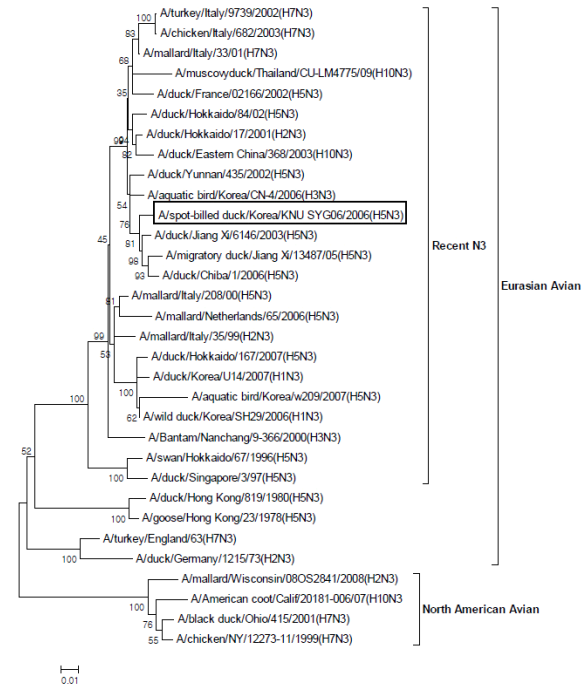 100
A/turkey/Italy/9739/2002(H7N3)
83
A/chicken/Italy/682/2003(H7N3)
A/mallard/Italy/33/01(H7N3)
68
A/muscovyduck/Thailand/CU-LM4775/09(H10N3)
35
A/duck/France/02166/2002(H5N3)
A/duck/Hokkaido/84/02(H5N3)
94
A/duck/Hokkaido/17/2001(H2N3)
92
A/duck/Eastern China/368/2003(H10N3)
A/duck/Yunnan/435/2002(H5N3)
A/aquatic bird/Korea/CN-4/2006(H3N3)
54
A/spot-billed duck/Korea/KNU SYG06/2006(H5N3)
76
A/duck/Jiang Xi/6146/2003(H5N3)
45
81
Recent N3
A/migratory duck/Jiang Xi/13487/05(H5N3)
98
A/duck/Chiba/1/2006(H5N3)
93
Eurasian Avian
A/mallard/Italy/208/00(H5N3)
81
A/mallard/Netherlands/65/2006(H5N3)
99
A/mallard/Italy/35/99(H2N3)
53
A/duck/Hokkaido/167/2007(H5N3)
A/duck/Korea/U14/2007(H1N3)
100
A/aquatic bird/Korea/w209/2007(H5N3)
100
62
A/wild duck/Korea/SH29/2006(H1N3)
A/Bantam/Nanchang/9-366/2000(H3N3)
52
A/swan/Hokkaido/67/1996(H5N3)
100
A/duck/Singapore/3/97(H5N3)
A/duck/Hong Kong/819/1980(H5N3)
100
A/goose/Hong Kong/23/1978(H5N3)
A/turkey/England/63(H7N3)
100
A/duck/Germany/1215/73(H2N3)
A/mallard/Wisconsin/08OS2841/2008(H2N3)
100
A/American coot/Calif/20181-006/07(H10N3
North American Avian
76
A/black duck/Ohio/415/2001(H7N3)
55
A/chicken/NY/12273-11/1999(H7N3)
0.01